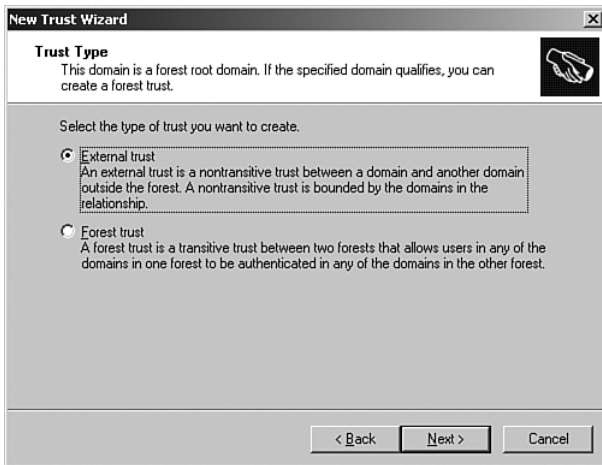 New Trust Wizard
Trust Type
This domain is a forest root domain. If the specified domain qualifies, you can
create a forest trust.
Select the type of trust you want to create.
External trust
An external trust is a nontransitive trust between a domain and another domain
outside the forest. A nontransitive trust is bounded by the domains in the
relationship.
Forest trust
A forest trust is a transitive trust between two forests that allows users in any of the
domains in one forest to be authenticated in any of the domains in the other forest.
< Back Next > Cancel